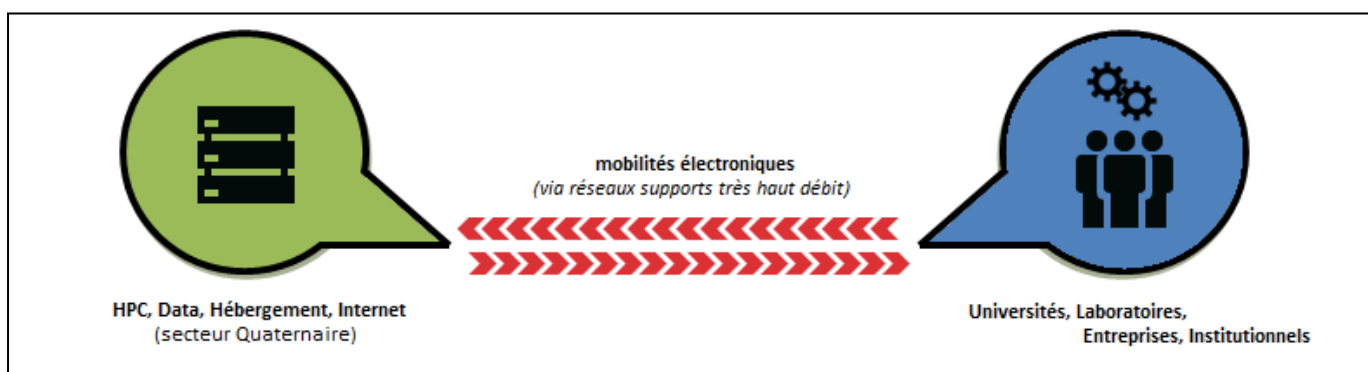 mobilités électroniques
(via réseaux supports très haut débit)
HPC, Data, Hébergement, Internet
(secteur Quaternaire)
Universités, Laboratoires,
Entreprises, Institutionnels